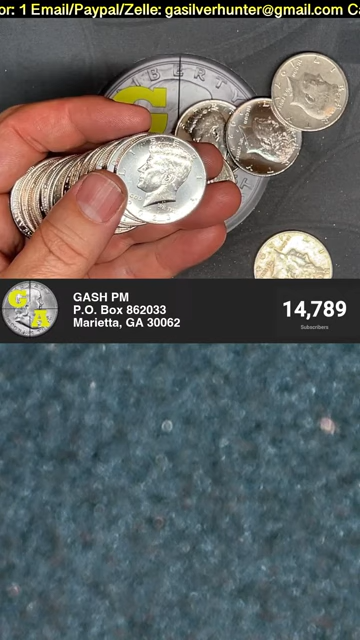 or: 1 Email/Paypal/Zelle: gasilverhunter@gmail.com Ca
LIBERTY
G
GASH PM
P.O. Box 862033
Marietta, GA 30062
G
A
14,789
Subscribers